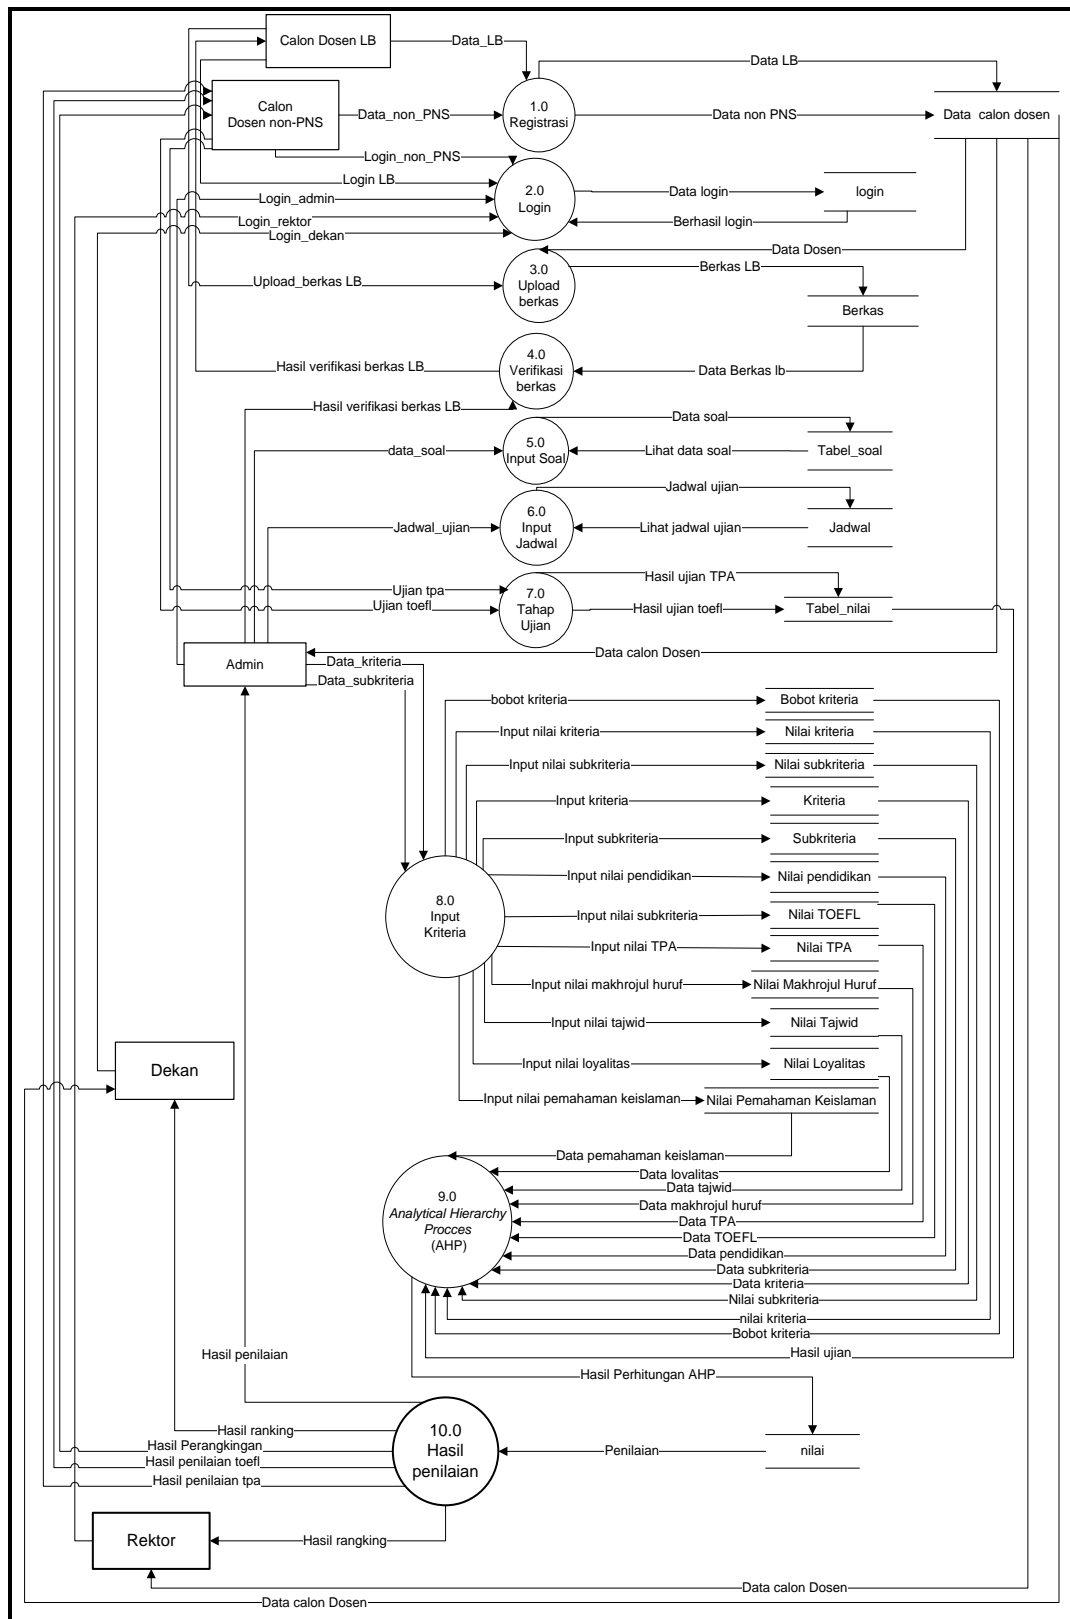 Calon Dosen LB
Data_LB
Data LB
Calon
Dosen non-PNS
Data_non_PNS
1.0
Registrasi
Data non PNS
Data calon dosen
Login_non_PNS
Login LB
Login_admin
Login_rektor
Login_dekan
2.0
Login
Data login
login
Berhasil login
Data Dosen
Upload_berkas LB
3.0
Upload
berkas
Berkas LB
Berkas
Hasil verifikasi berkas LB
4.0
Verifikasi
berkas
Data Berkas lb
Hasil verifikasi berkas LB
Data soal
data_soal
5.0
Input Soal
Lihat data soal
Tabel_soal
Jadwal ujian
Jadwal_ujian
6.0
Input
Jadwal
Lihat jadwal ujian
Jadwal
Hasil ujian TPA
Ujian tpa
Ujian toefl
7.0
Tahap
Ujian
Hasil ujian toefl
Tabel_nilai
Data calon Dosen
Admin
Data_kriteria
Data_subkriteria
bobot kriteria
Bobot kriteria
Input nilai kriteria
Nilai kriteria
Input nilai subkriteria
Nilai subkriteria
Input kriteria
Kriteria
Input subkriteria
Subkriteria
Input nilai pendidikan
Nilai pendidikan
8.0
Input
Kriteria
Input nilai subkriteria
Nilai TOEFL
Input nilai TPA
Nilai TPA
Input nilai makhrojul huruf
Nilai Makhrojul Huruf
Input nilai tajwid
Nilai Tajwid
Input nilai loyalitas
Nilai Loyalitas
Dekan
Input nilai pemahaman keislaman
Nilai Pemahaman Keislaman
Data pemahaman keislaman
Data lovalitas
Data tajwid
Data makhrojul huruf
Data TPA
Data TOEFL
Data pendidikan
Data subkriteria
Data kriteria
Nilai subkriteria
nilai kriteria
Bobot kriteria
Hasil ujian
9.0
Analytical Hierarchy
Procces
(AHP)
Hasil penilaian
Hasil Perhitungan AHP
Hasil ranking
Hasil Perangkingan
Hasil penilaian toefl
Hasil penilaian tpa
10.0
Hasil
penilaian
Penilaian
nilai
Rektor
Hasil rangking
Data calon Dosen
Data calon Dosen